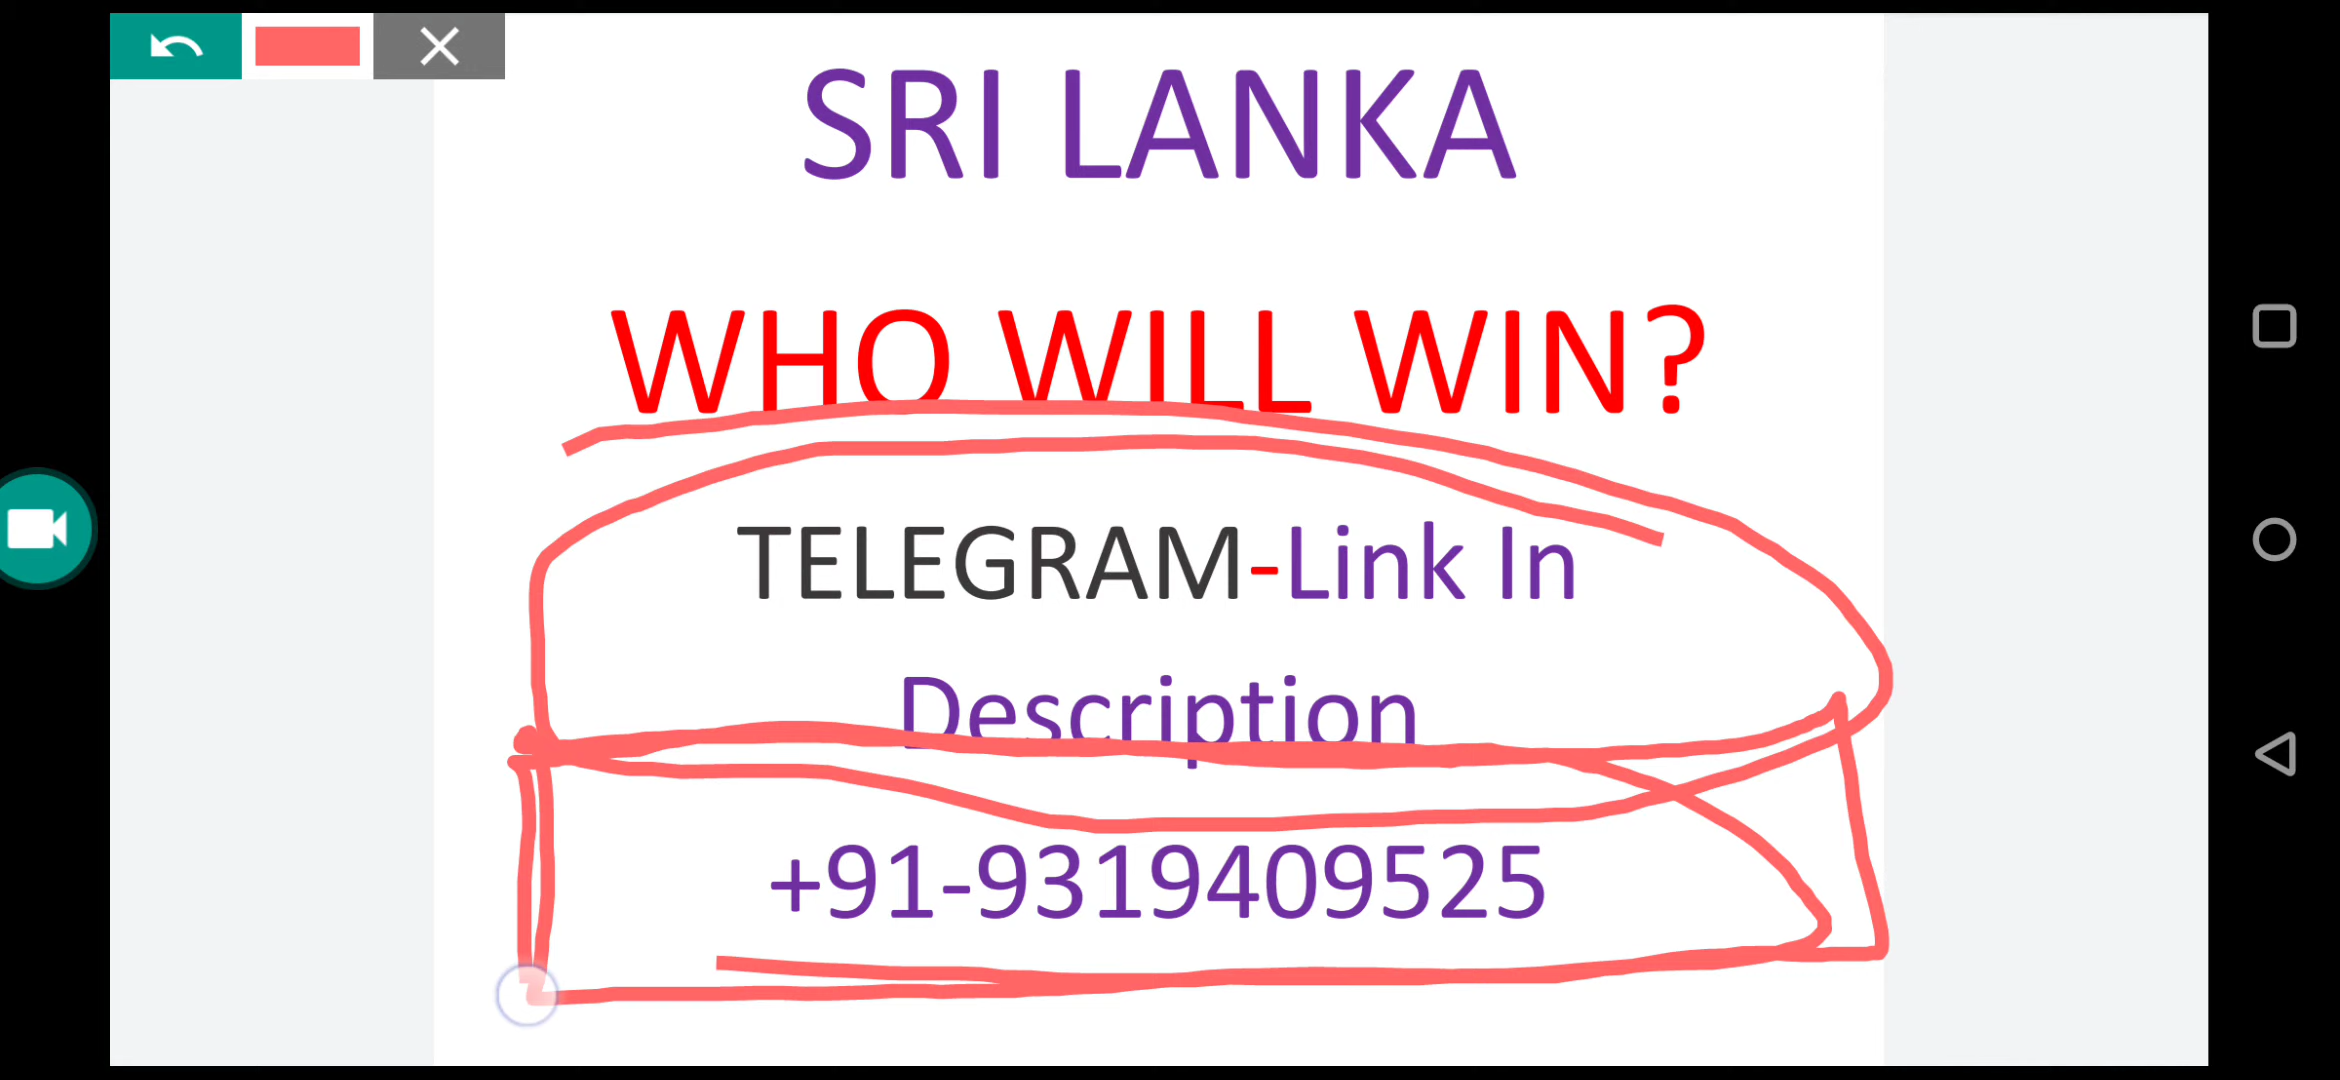 SRI LANKA
WHO WILL WIN?
TELEGRAM-Link In
Description
+91-9319409525